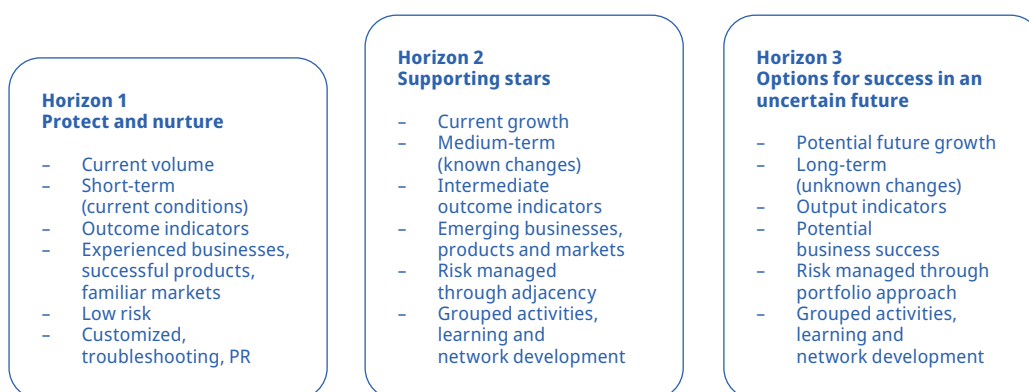 Horizon 1
Protect and nurture
– Current volume
– Short-term
(current conditions)
– Outcome indicators
– Experienced businesses,
successful products,
familiar markets
– Low risk
– Customized,
troubleshooting, PR
Horizon 2
Supporting stars
– Current growth
– Medium-term
(known changes)
– Intermediate
outcome indicators
– Emerging businesses,
products and markets
– Risk managed
through adjacency
– Grouped activities,
learning and
network development
Horizon 3
Options for success in an
uncertain future
– Potential future growth
– Long-term
(unknown changes)
– Output indicators
– Potential
business success
– Risk managed through
portfolio approach
– Grouped activities,
learning and
network development